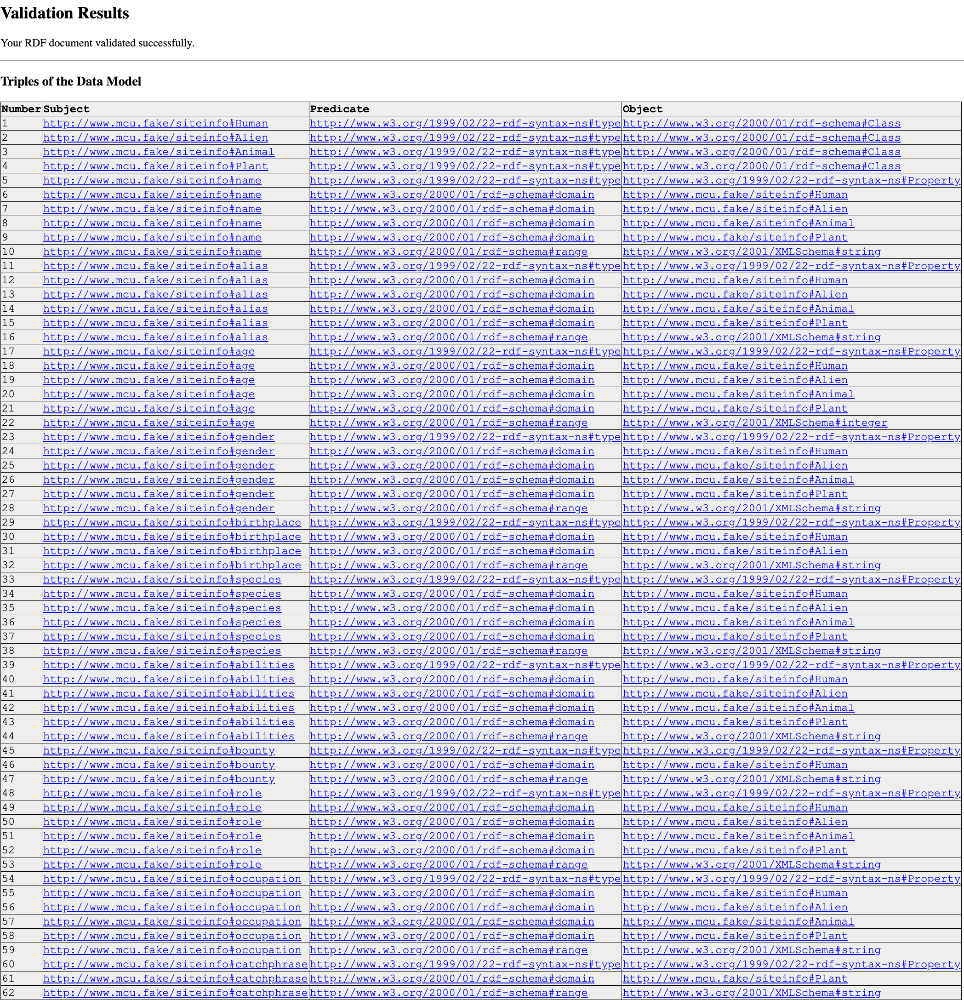 Validation Results
Your RDF document validated successfully.
Triples of the Data Model
Number Subject Predicate Object
1 http://www.mcu.fake/siteinfo#Human http://www.w3.org/1999/02/22-rdf-syntax-ns#type http://www.w3.org/2000/01/rdf-schema#Class
2 http://www.mcu.fake/siteinfo#Alien http://www.w3.org/1999/02/22-rdf-syntax-ns#type http://www.w3.org/2000/01/rdf-schema#Class
3 http://www.mcu.fake/siteinfo#Animal http://www.w3.org/1999/02/22-rdf-syntax-ns#type http://www.w3.org/2000/01/rdf-schema#Class
4 http://www.mcu.fake/siteinfo#Plant http://www.w3.org/1999/02/22-rdf-syntax-ns#type http://www.w3.org/2000/01/rdf-schema#Class
5 http://www.mcu.fake/siteinfo#name http://www.w3.org/1999/02/22-rdf-syntax-ns#type http://www.w3.org/1999/02/22-rdf-syntax-ns#Property
6 http://www.mcu.fake/siteinfo#name http://www.w3.org/2000/01/rdf-schema#domain http://www.mcu.fake/siteinfo#Human
7 http://www.mcu.fake/siteinfo#name http://www.w3.org/2000/01/rdf-schema#domain http://www.mcu.fake/siteinfo#Alien
8 http://www.mcu.fake/siteinfo#name http://www.w3.org/2000/01/rdf-schema#domain http://www.mcu.fake/siteinfo#Animal
9 http://www.mcu.fake/siteinfo#name http://www.w3.org/2000/01/rdf-schema#domain http://www.mcu.fake/siteinfo#Plant
10 http://www.mcu.fake/siteinfo#name http://www.w3.org/2000/01/rdf-schema#range http://www.w3.org/2001/XMLSchema#string
11 http://www.mcu.fake/siteinfo#alias http://www.w3.org/1999/02/22-rdf-syntax-ns#type http://www.w3.org/1999/02/22-rdf-syntax-ns#Property
12 http://www.mcu.fake/siteinfo#alias http://www.w3.org/2000/01/rdf-schema#domain http://www.mcu.fake/siteinfo#Human
13 http://www.mcu.fake/siteinfo#alias http://www.w3.org/2000/01/rdf-schema#domain http://www.mcu.fake/siteinfo#Alien
14 http://www.mcu.fake/siteinfo#alias http://www.w3.org/2000/01/rdf-schema#domain http://www.mcu.fake/siteinfo#Animal
15 http://www.mcu.fake/siteinfo#alias http://www.w3.org/2000/01/rdf-schema#domain http://www.mcu.fake/siteinfo#Plant
16 http://www.mcu.fake/siteinfo#alias http://www.w3.org/2000/01/rdf-schema#range http://www.w3.org/2001/XMLSchema#string
17 http://www.mcu.fake/siteinfo#age http://www.w3.org/1999/02/22-rdf-syntax-ns#type http://www.w3.org/1999/02/22-rdf-syntax-ns#Property
18 http://www.mcu.fake/siteinfo#age http://www.w3.org/2000/01/rdf-schema#domain http://www.mcu.fake/siteinfo#Human
19 http://www.mcu.fake/siteinfo#age http://www.w3.org/2000/01/rdf-schema#domain http://www.mcu.fake/siteinfo#Alien
20 http://www.mcu.fake/siteinfo#age http://www.w3.org/2000/01/rdf-schema#domain http://www.mcu.fake/siteinfo#Animal
21 http://www.mcu.fake/siteinfo#age http://www.w3.org/2000/01/rdf-schema#domain http://www.mcu.fake/siteinfo#Plant
22 http://www.mcu.fake/siteinfo#age http://www.w3.org/2000/01/rdf-schema#range http://www.w3.org/2001/XMLSchema#integer
23 http://www.mcu.fake/siteinfo#gender http://www.w3.org/1999/02/22-rdf-syntax-ns#type http://www.w3.org/1999/02/22-rdf-syntax-ns#Property
24 http://www.mcu.fake/siteinfo#gender http://www.w3.org/2000/01/rdf-schema#domain http://www.mcu.fake/siteinfo#Human
25 http://www.mcu.fake/siteinfo#gender http://www.w3.org/2000/01/rdf-schema#domain http://www.mcu.fake/siteinfo#Alien
26 http://www.mcu.fake/siteinfo#gender http://www.w3.org/2000/01/rdf-schema#domain http://www.mcu.fake/siteinfo#Animal
27 http://www.mcu.fake/siteinfo#gender http://www.w3.org/2000/01/rdf-schema#domain http://www.mcu.fake/siteinfo#Plant
28 http://www.mcu.fake/siteinfo#gender http://www.w3.org/2000/01/rdf-schema#range http://www.w3.org/2001/XMLSchema#string
29 http://www.mcu.fake/siteinfo#birthplace http://www.w3.org/1999/02/22-rdf-syntax-ns#type http://www.w3.org/1999/02/22-rdf-syntax-ns#Property
30 http://www.mcu.fake/siteinfo#birthplace http://www.w3.org/2000/01/rdf-schema#domain http://www.mcu.fake/siteinfo#Human
31 http://www.mcu.fake/siteinfo#birthplace http://www.w3.org/2000/01/rdf-schema#domain http://www.mcu.fake/siteinfo#Alien
32 http://www.mcu.fake/siteinfo#birthplace http://www.w3.org/2000/01/rdf-schema#range http://www.w3.org/2001/XMLSchema#string
33 http://www.mcu.fake/siteinfo#species http://www.w3.org/1999/02/22-rdf-syntax-ns#type http://www.w3.org/1999/02/22-rdf-syntax-ns#Property
34 http://www.mcu.fake/siteinfo#species http://www.w3.org/2000/01/rdf-schema#domain http://www.mcu.fake/siteinfo#Human
35 http://www.mcu.fake/siteinfo#species http://www.w3.org/2000/01/rdf-schema#domain http://www.mcu.fake/siteinfo#Alien
36 http://www.mcu.fake/siteinfo#species http://www.w3.org/2000/01/rdf-schema#domain http://www.mcu.fake/siteinfo#Animal
37 http://www.mcu.fake/siteinfo#species http://www.w3.org/2000/01/rdf-schema#domain http://www.mcu.fake/siteinfo#Plant
38 http://www.mcu.fake/siteinfo#species http://www.w3.org/2000/01/rdf-schema#range http://www.w3.org/2001/XMLSchema#string
39 http://www.mcu.fake/siteinfo#abilities http://www.w3.org/1999/02/22-rdf-syntax-ns#type http://www.w3.org/1999/02/22-rdf-syntax-ns#Property
40 http://www.mcu.fake/siteinfo#abilities http://www.w3.org/2000/01/rdf-schema#domain http://www.mcu.fake/siteinfo#Human
41 http://www.mcu.fake/siteinfo#abilities http://www.w3.org/2000/01/rdf-schema#domain http://www.mcu.fake/siteinfo#Alien
42 http://www.mcu.fake/siteinfo#abilities http://www.w3.org/2000/01/rdf-schema#domain http://www.mcu.fake/siteinfo#Animal
43 http://www.mcu.fake/siteinfo#abilities http://www.w3.org/2000/01/rdf-schema#domain http://www.mcu.fake/siteinfo#Plant
44 http://www.mcu.fake/siteinfo#abilities http://www.w3.org/2000/01/rdf-schema#range http://www.w3.org/2001/XMLSchema#string
45 http://www.mcu.fake/siteinfo#bounty http://www.w3.org/1999/02/22-rdf-syntax-ns#type http://www.w3.org/1999/02/22-rdf-syntax-ns#Property
46 http://www.mcu.fake/siteinfo#bounty http://www.w3.org/2000/01/rdf-schema#domain http://www.mcu.fake/siteinfo#Human
47 http://www.mcu.fake/siteinfo#bounty http://www.w3.org/2000/01/rdf-schema#range http://www.w3.org/2001/XMLSchema#string
48 http://www.mcu.fake/siteinfo#role http://www.w3.org/1999/02/22-rdf-syntax-ns#type http://www.w3.org/1999/02/22-rdf-syntax-ns#Property
49 http://www.mcu.fake/siteinfo#role http://www.w3.org/2000/01/rdf-schema#domain http://www.mcu.fake/siteinfo#Human
50 http://www.mcu.fake/siteinfo#role http://www.w3.org/2000/01/rdf-schema#domain http://www.mcu.fake/siteinfo#Alien
51 http://www.mcu.fake/siteinfo#role http://www.w3.org/2000/01/rdf-schema#domain http://www.mcu.fake/siteinfo#Animal
52 http://www.mcu.fake/siteinfo#role http://www.w3.org/2000/01/rdf-schema#domain http://www.mcu.fake/siteinfo#Plant
53 http://www.mcu.fake/siteinfo#role http://www.w3.org/2000/01/rdf-schema#range http://www.w3.org/2001/XMLSchema#string
54 http://www.mcu.fake/siteinfo#occupation http://www.w3.org/1999/02/22-rdf-syntax-ns#type http://www.w3.org/1999/02/22-rdf-syntax-ns#Property
55 http://www.mcu.fake/siteinfo#occupation http://www.w3.org/2000/01/rdf-schema#domain http://www.mcu.fake/siteinfo#Human
56 http://www.mcu.fake/siteinfo#occupation http://www.w3.org/2000/01/rdf-schema#domain http://www.mcu.fake/siteinfo#Alien
57 http://www.mcu.fake/siteinfo#occupation http://www.w3.org/2000/01/rdf-schema#domain http://www.mcu.fake/siteinfo#Animal
58 http://www.mcu.fake/siteinfo#occupation http://www.w3.org/2000/01/rdf-schema#domain http://www.mcu.fake/siteinfo#Plant
59 http://www.mcu.fake/siteinfo#occupation http://www.w3.org/2000/01/rdf-schema#range http://www.w3.org/2001/XMLSchema#string
60 http://www.mcu.fake/siteinfo#catchphrase http://www.w3.org/1999/02/22-rdf-syntax-ns#type http://www.w3.org/1999/02/22-rdf-syntax-ns#Property
61 http://www.mcu.fake/siteinfo#catchphrase http://www.w3.org/2000/01/rdf-schema#domain http://www.mcu.fake/siteinfo#Plant
62 http://www.mcu.fake/siteinfo#catchphrase http://www.w3.org/2000/01/rdf-schema#range http://www.w3.org/2001/XMLSchema#string